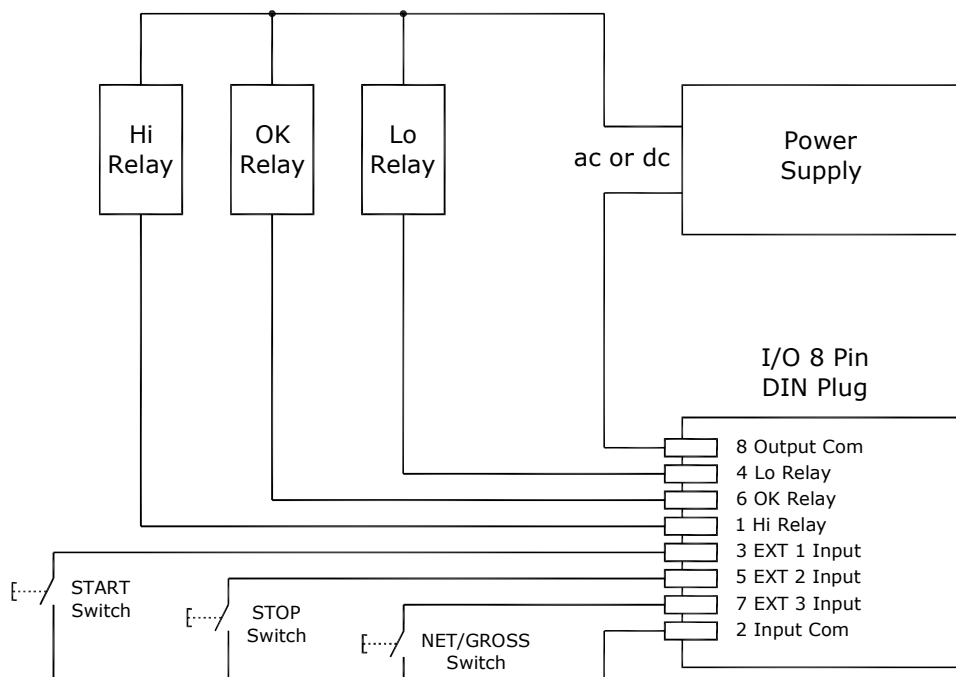 Hi
Relay
OK
Relay
Lo
Relay
ac or dc
Power
Supply
I/O 8 Pin
DIN Plug
8 Output Com
4 Lo Relay
6 OK Relay
1 Hi Relay
3 EXT 1 Input
5 EXT 2 Input
7 EXT 3 Input
2 Input Com
START
Switch
STOP
Switch
NET/GROSS
Switch